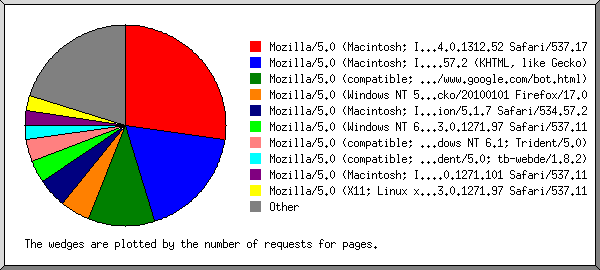 Mozilla/5.0 (Macintosh; I...4.0.1312.52 Safari/537.17
Mozilla/5.0 (Macintosh; I...57.2 (KHTML, like Gecko)
Mozilla/5.0 (compatible; .../www.google.com/bot.html)
Mozilla/5.0 (Windows NT 5...cko/20100101 Firefox/17.0
Mozilla/5.0 (Macintosh; I...ion/5.1.7 Safari/534.57.2
Mozilla/5.0 (Windows NT 6...3.0.1271.97 Safari/537.11
Mozilla/5.0 (compatible; ...dows NT 6.1; Trident/5.0)
Mozilla/5.0 (compatible; ...dent/5.0; tb-webde/1.8.2)
Mozilla/5.0 (Macintosh; I....0.1271.101 Safari/537.11
Mozilla/5.0 (X11; Linux x...3.0.1271.97 Safari/537.11
Other
The wedges are plotted by the number of requests for pages.